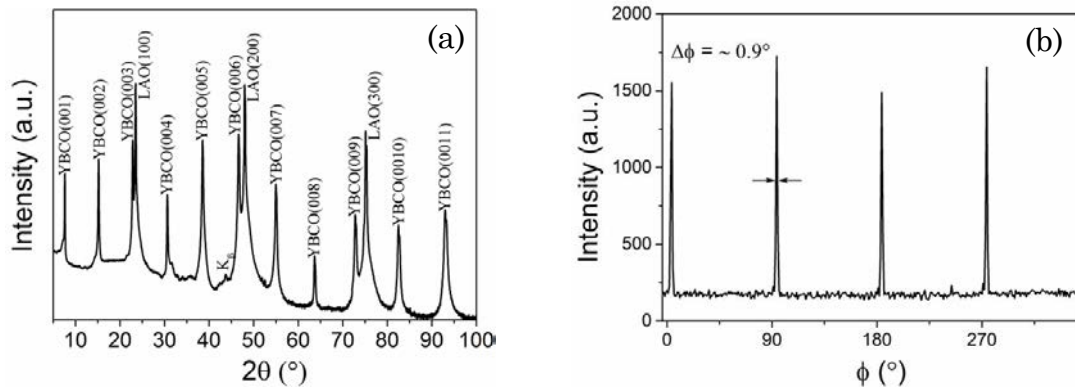 (a)
YBCO(001)
YBCO(002)
YBCO(003)
LAO(100)
YBCO(004)
YBCO(005)
Kβ
YBCO(006)
LAO(200)
YBCO(007)
YBCO(008)
YBCO(009)
LAO(300)
YBCO(0010)
YBCO(0011)
Intensity (a.u.)
10 20 30 40 50 60 70 80 90 100
2θ (°)
(b)
Δϕ = ~ 0.9°
2000
1500
1000
500
0
Intensity (a.u.)
0 90 180 270
ϕ (°)